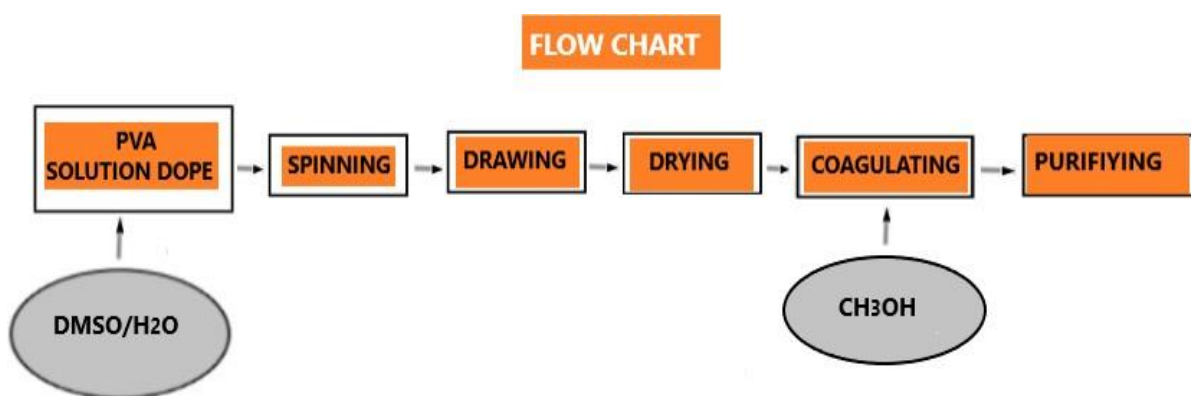 FLOW CHART
PVA
SOLUTION DOPE
SPINNING
DRAWING
DRYING
COAGULATING
PURIFIYING
DMSO/H2O
CH3OH